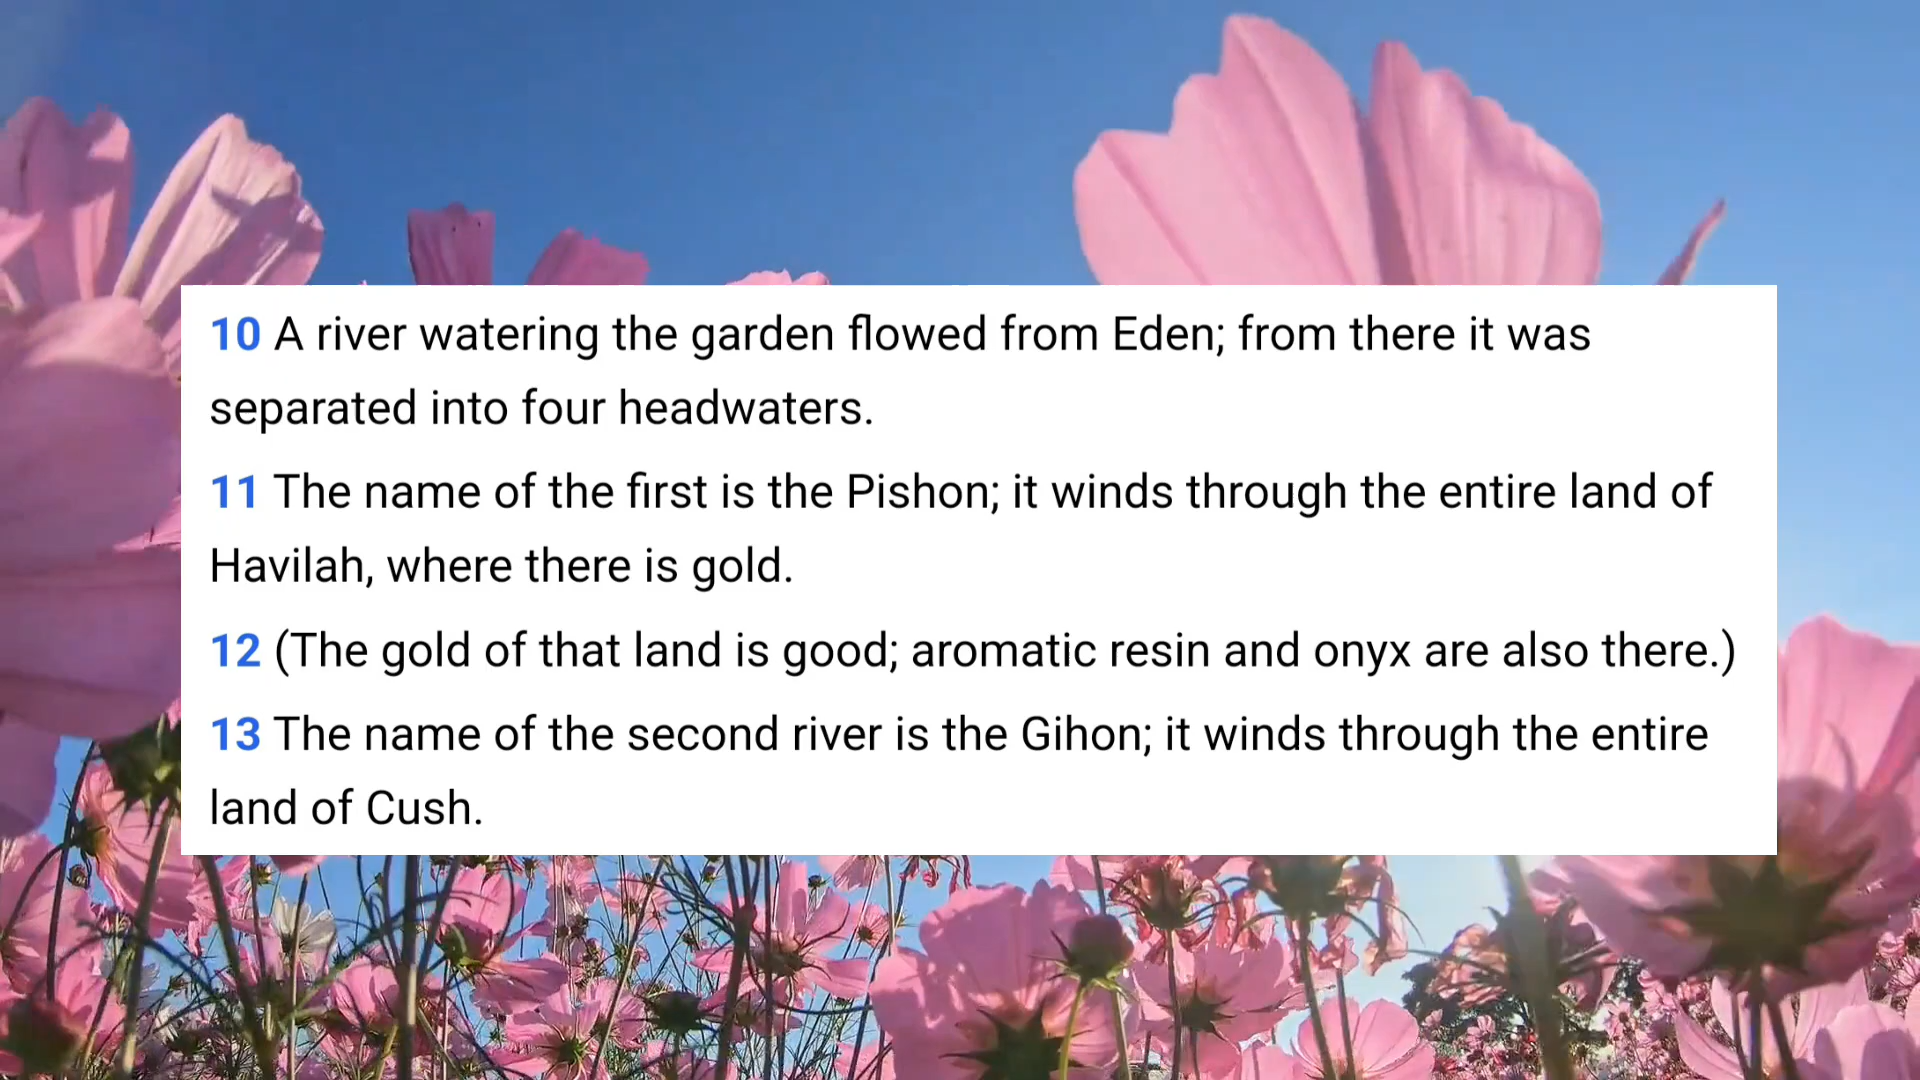 10 A river watering the garden flowed from Eden; from there it was
separated into four headwaters.
11 The name of the first is the Pishon; it winds through the entire land of
Havilah, where there is gold.
12 (The gold of that land is good; aromatic resin and onyx are also there.)
13 The name of the second river is the Gihon; it winds through the entire
land of Cush.